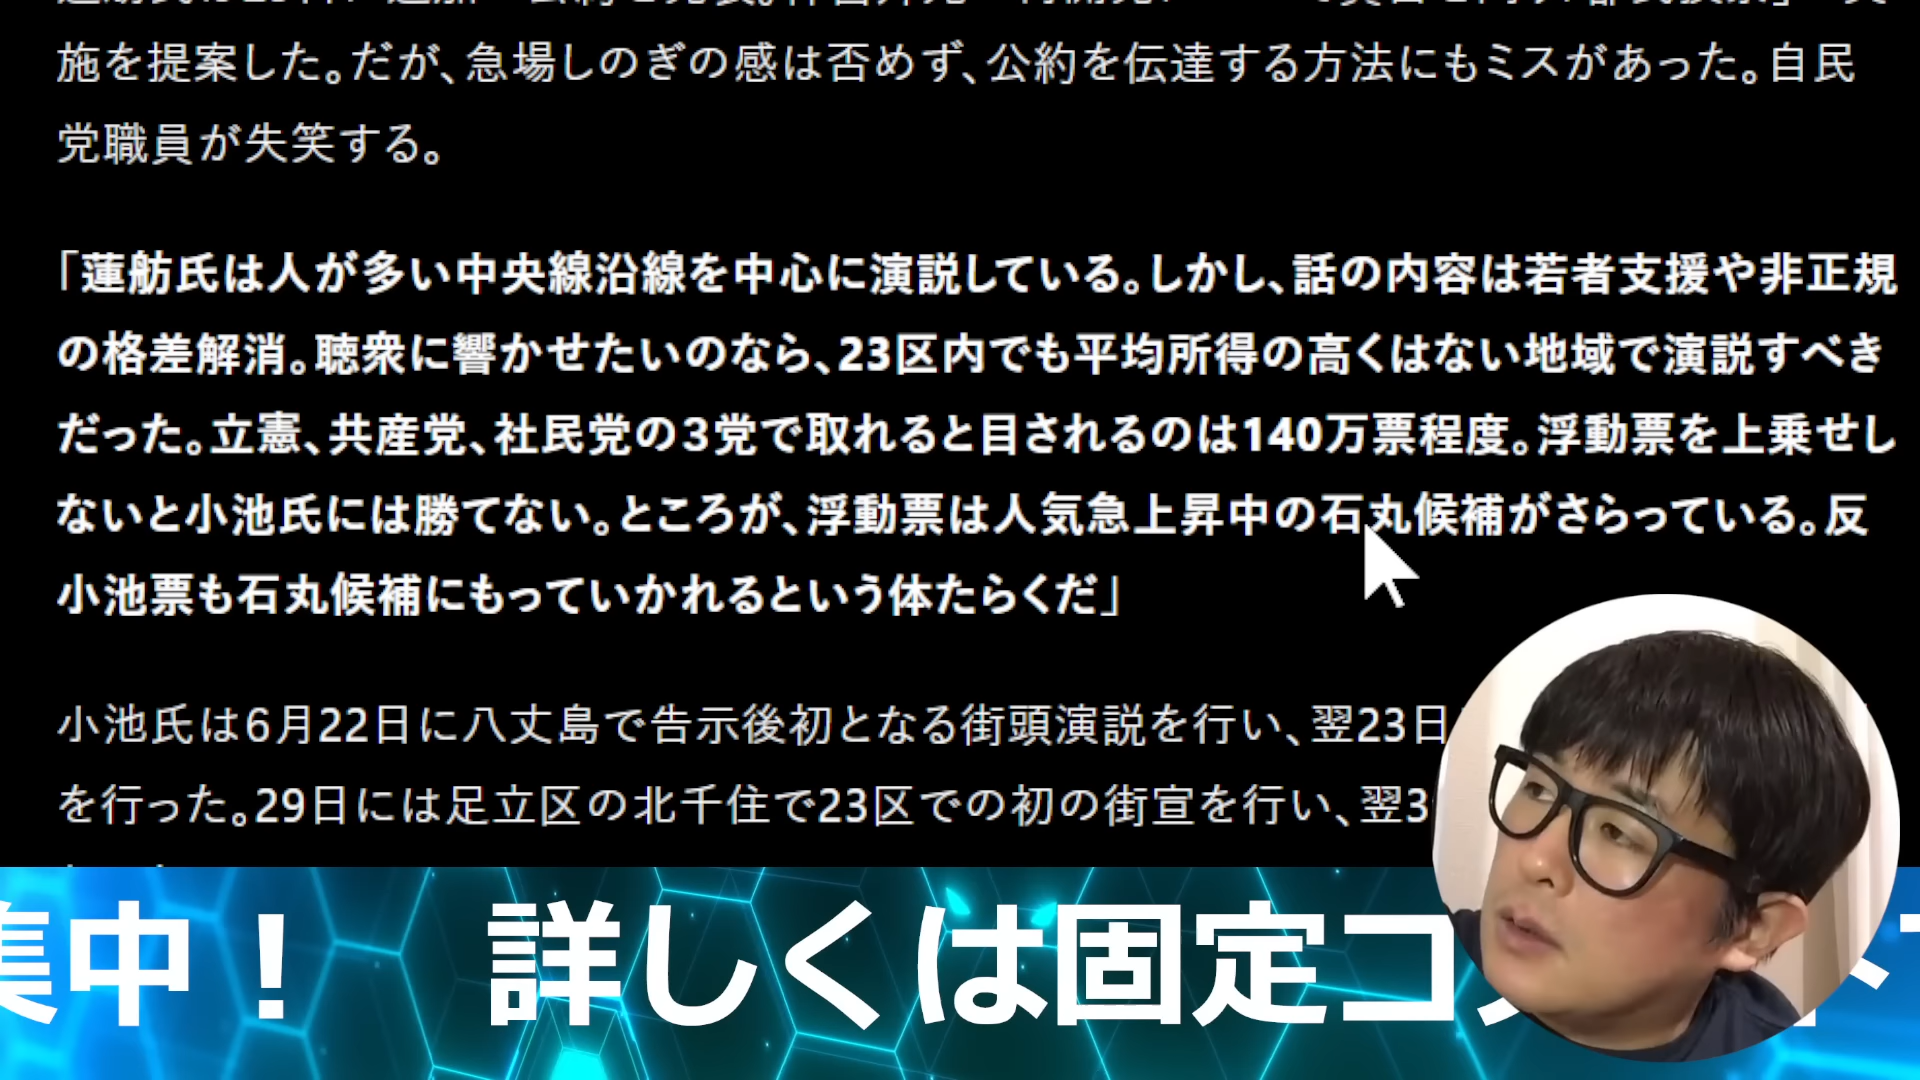 施を提案した。だが、急場しのぎの感は否めず、公約を伝達する方法にもミスがあった。自民
党職員が失笑する。
「蓮舫氏は人が多い中央線沿線を中心に演説している。しかし、話の内容は若者支援や非正規
の格差解消。聴衆に響かせたいのなら、23区内でも平均所得の高くはない地域で演説すべき
だった。立憲、共産党、社民党の３党で取れると目されるのは140万票程度。浮動票を上乗せし
ないと小池氏には勝てない。ところが、浮動票は人気急上昇中の石丸候補がさらっている。反
小池票も石丸候補にもっていかれるという体たらくだ」
小池氏は6月22日に八丈島で告示後初となる街頭演説を行い、翌23日
を行った。29日には足立区の北千住で23区での初の街宣を行い、翌3
集中！　詳しくは固定コメ